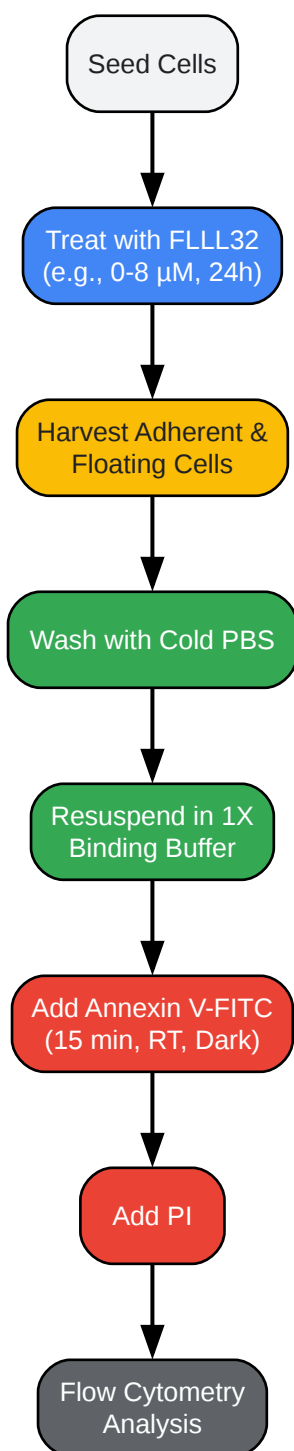 Seed Cells
Treat with FLLL32
(e.g., 0-8 µM, 24h)
Harvest Adherent &
Floating Cells
Wash with Cold PBS
Resuspend in 1X
Binding Buffer
Add Annexin V-FITC
(15 min, RT, Dark)
Add PI
Flow Cytometry
Analysis